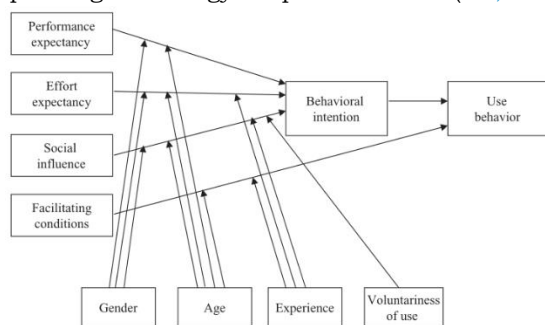 Performance
expectancy
Effort
expectancy
Behavioral
intention
Use
behavior
Social
influence
Facilitating
conditions
Gender
Age
Experience
Voluntariness
of use